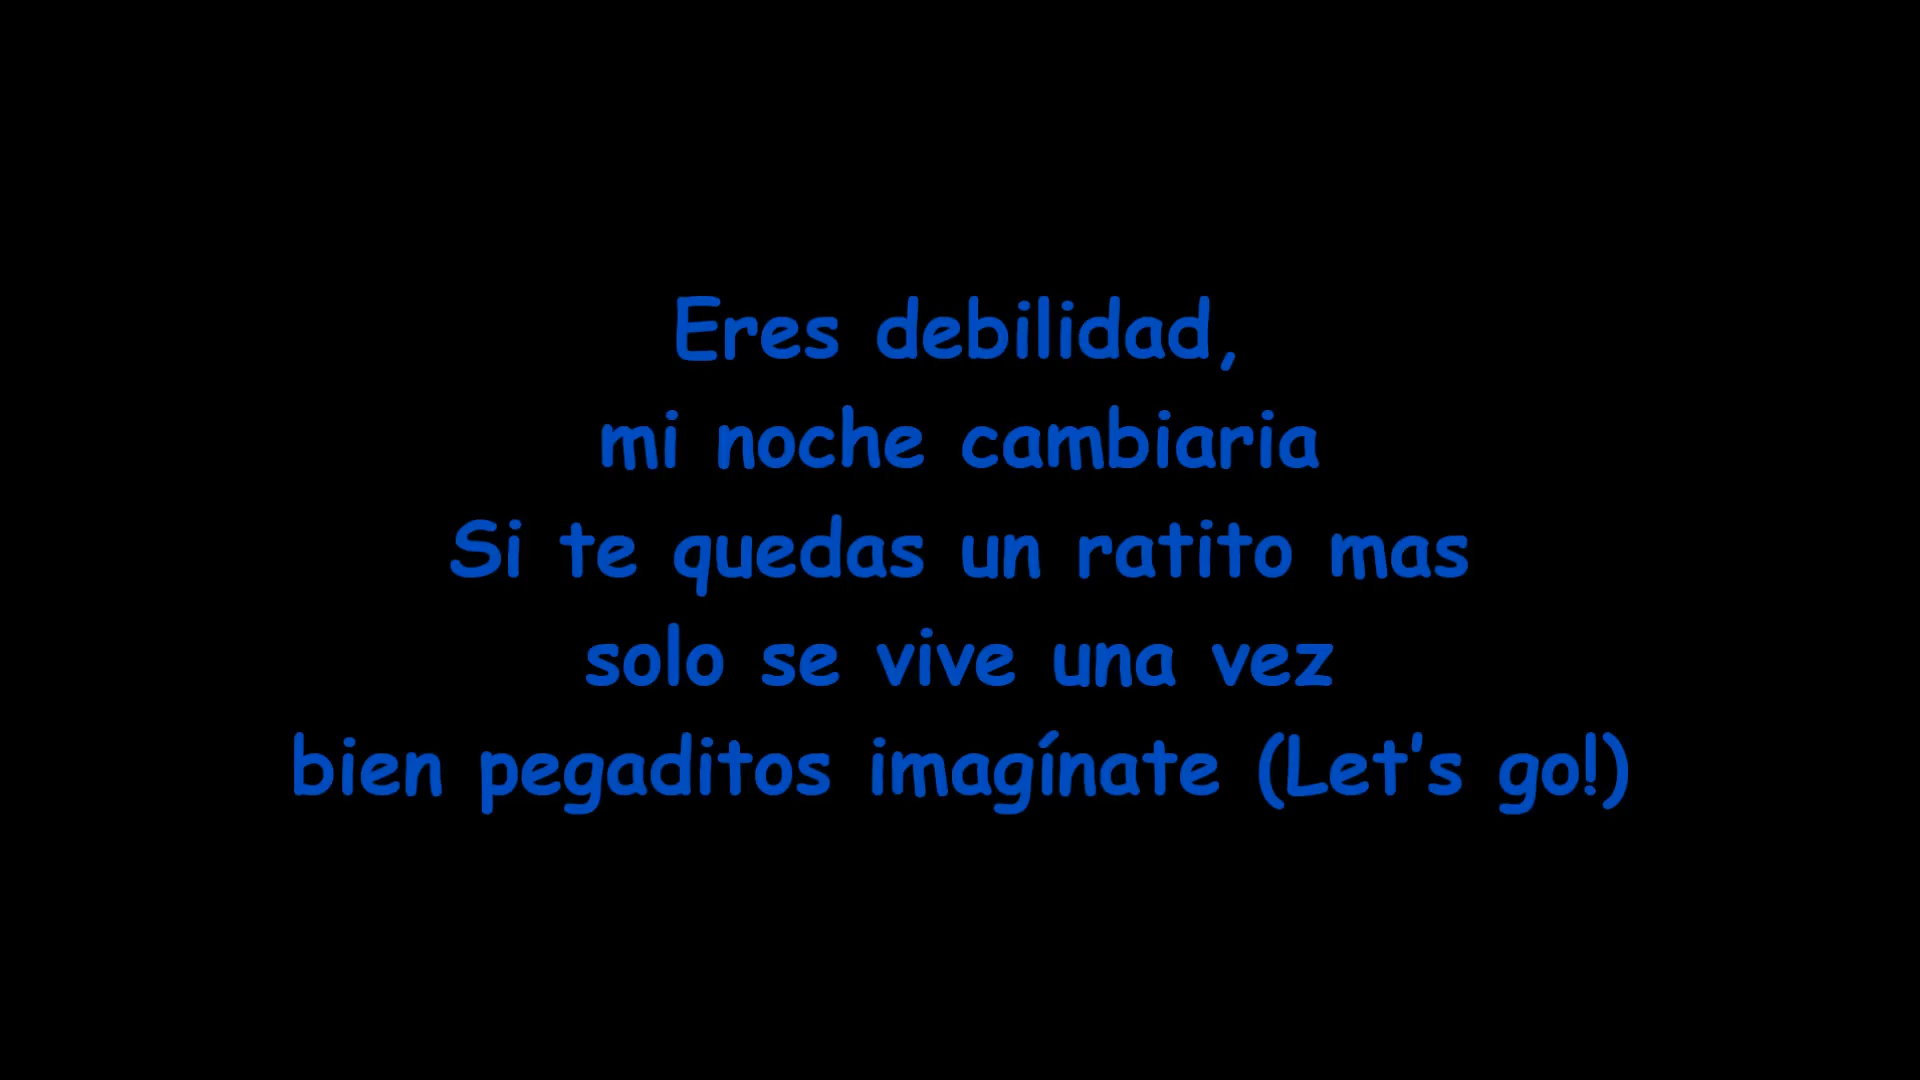 Eres debilidad,
mi noche cambiaria
Si te quedas un ratito mas
solo se vive una vez
bien pegaditos imagínate (Let's go!)